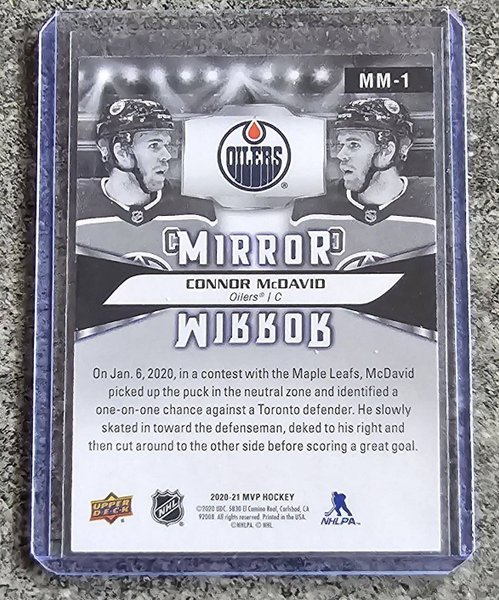 MM-1
OILERS®
MIRROR
CONNOR McDAVID
Oilers® | C
MIRROR
On Jan. 6, 2020, in a contest with the Maple Leafs, McDavid
picked up the puck in the neutral zone and identified a
one-on-one chance against a Toronto defender. He slowly
skated in toward the defenseman, deked to his right and
then cut around to the other side before scoring a great goal.
2020-21 MVP HOCKEY
©2020 UDC. 5830 El Camino Real, Carlsbad, CA
92008. All rights reserved. Printed in the USA.
©NHLPA. © NHL.
UPPER
DECK
NHL
NHLPA